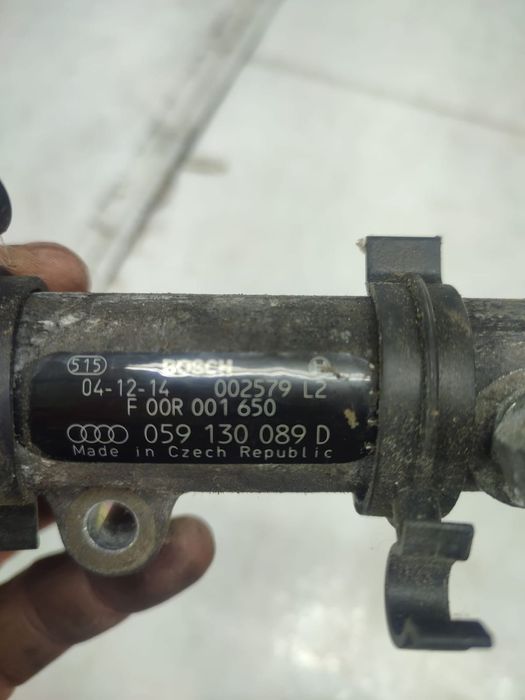 515 BOSCH
04-12-14 002579 L2
F 00R 001 650
059 130 089 D
Made in Czech Republic